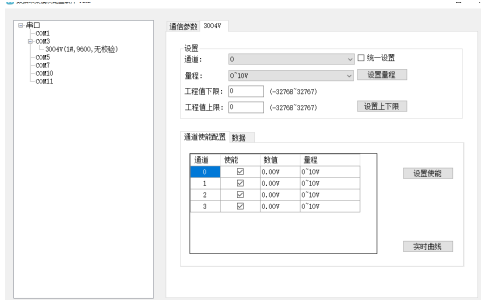 串口
COM1
COM3
3004V(1#,9600,无校验)
COM5
COM7
COM10
COM11
通信参数 3004V
设置
通道: 0 统一设置
量程: 0~10V 设置量程
工程值下限: 0 (-32768~32767)
工程值上限: 0 (-32768~32767) 设置上下限
通道使能配置 数据
通道 使能 数值 量程
0 0.00V 0~10V
1 0.00V 0~10V
2 0.00V 0~10V
3 0.00V 0~10V
设置使能
实时曲线